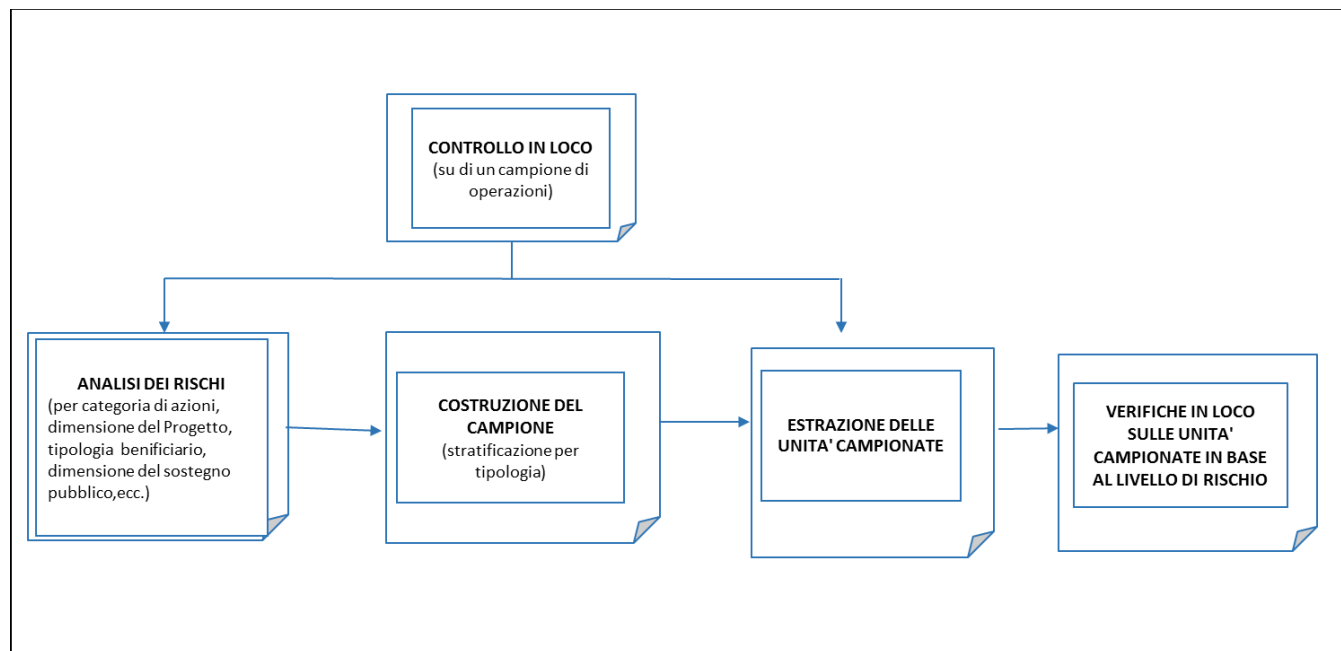 CONTROLLO IN LOCO
(su di un campione di
operazioni)
ANALISI DEI RISCHI
(per categoria di azioni,
dimensione del Progetto,
tipologia benificiario,
dimensione del sostegno
pubblico,ecc.)
COSTRUZIONE DEL
CAMPIONE
(stratificazione per
tipologia)
ESTRAZIONE DELLE
UNITA' CAMPIONATE
VERIFICHE IN LOCO
SULLE UNITA'
CAMPIONATE IN BASE
AL LIVELLO DI RISCHIO